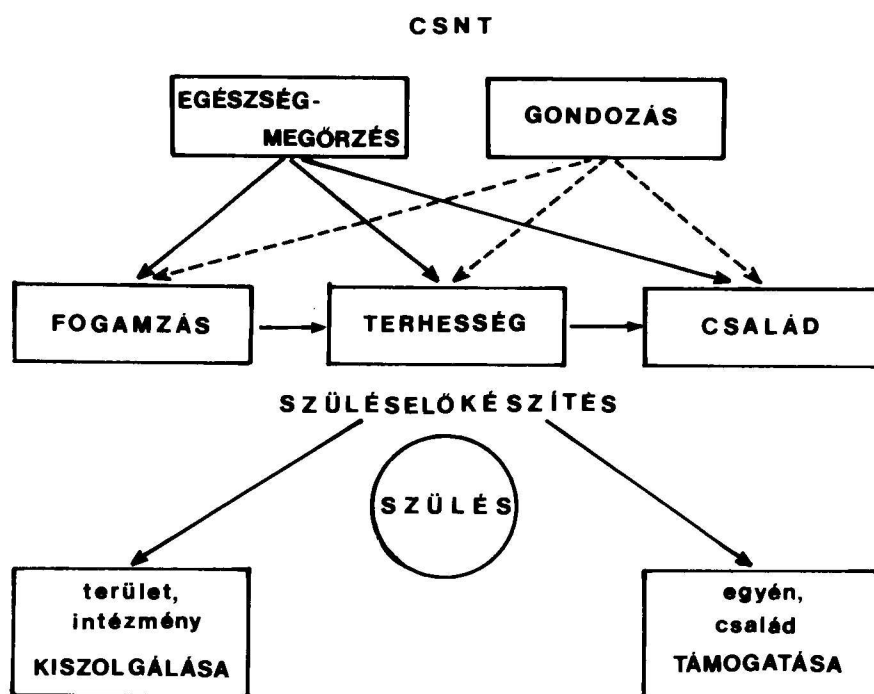 CSNT
EGÉSZSÉG-
MEGŐRZÉS
GONDOZÁS
FOGAMZÁS
TERHESSÉG
CSALÁD
SZÜLÉSELŐKÉSZÍTÉS
SZÜLÉS
terület,
intézmény
KISZOLGÁLÁSA
egyén,
család
TÁMOGATÁSA